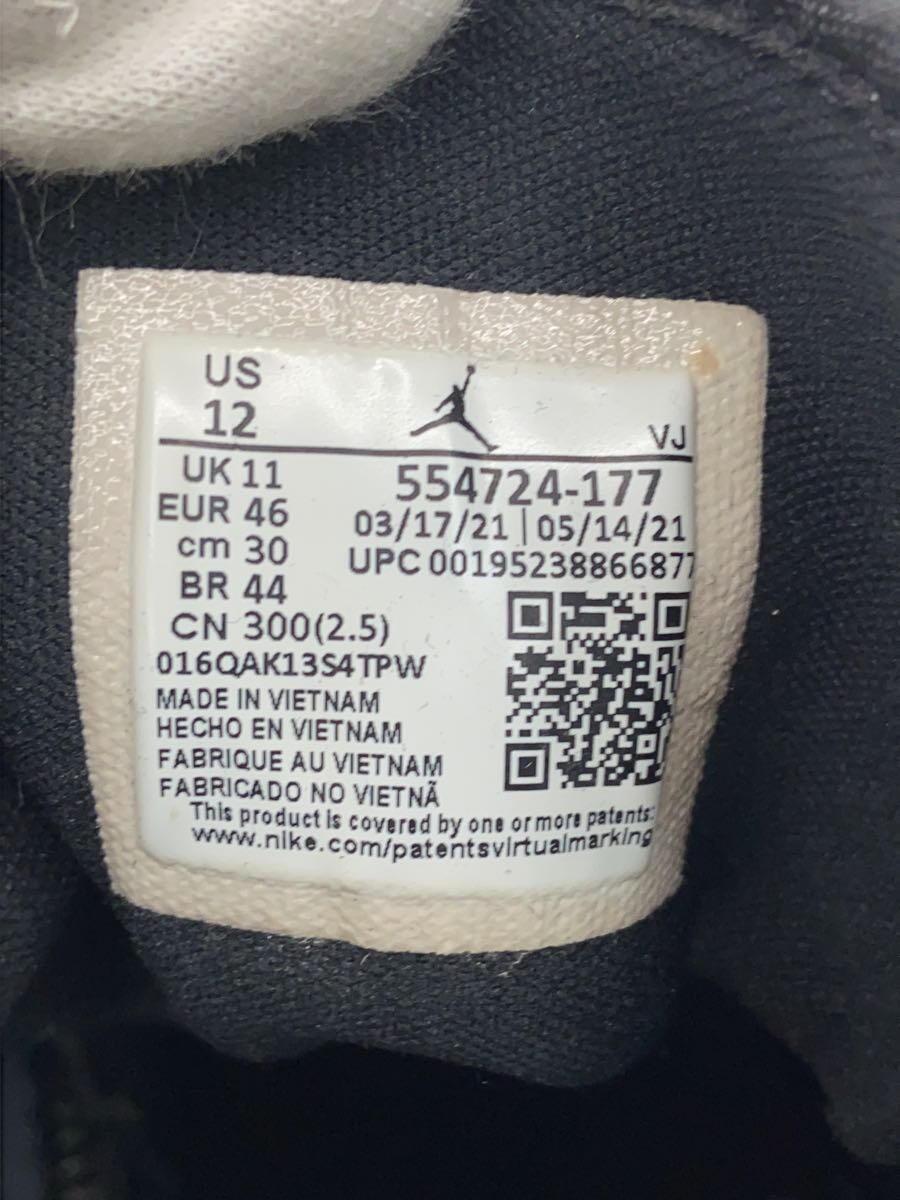 US
12
VJ
UK 11
554724-177
EUR 46
03/17/21 | 05/14/21
cm 30
UPC 00195238866877
BR 44
CN 300(2.5)
016QAK13S4TPW
MADE IN VIETNAM
HECHO EN VIETNAM
FABRIQUE AU VIETNAM
FABRICADO NO VIETNÃ
This product is covered by one or more patents:
www.nike.com/patentsvirtualmarking